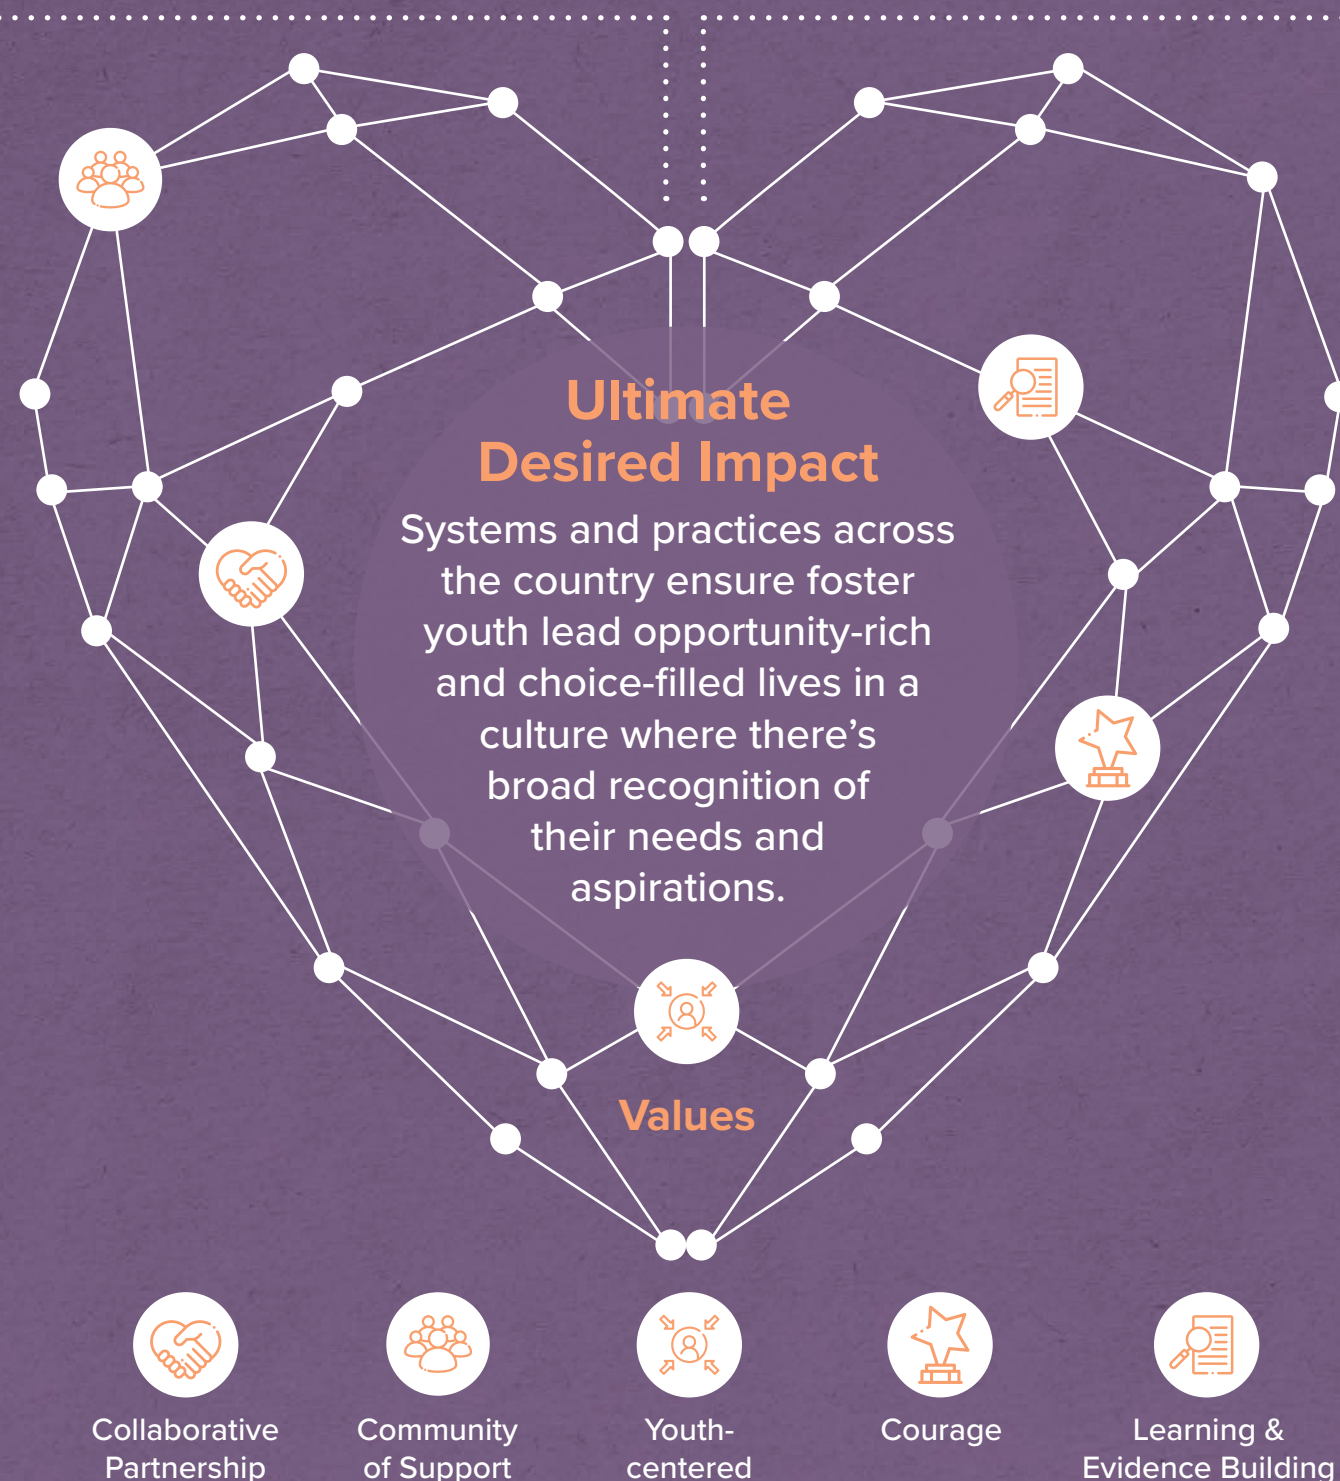 Ultimate
Desired Impact
Systems and practices across
the country ensure foster
youth lead opportunity-rich
and choice-filled lives in a
culture where there’s
broad recognition of
their needs and
aspirations.
Values
Collaborative
Partnership
Community
of Support
Youth-
centered
Courage
Learning &
Evidence Building